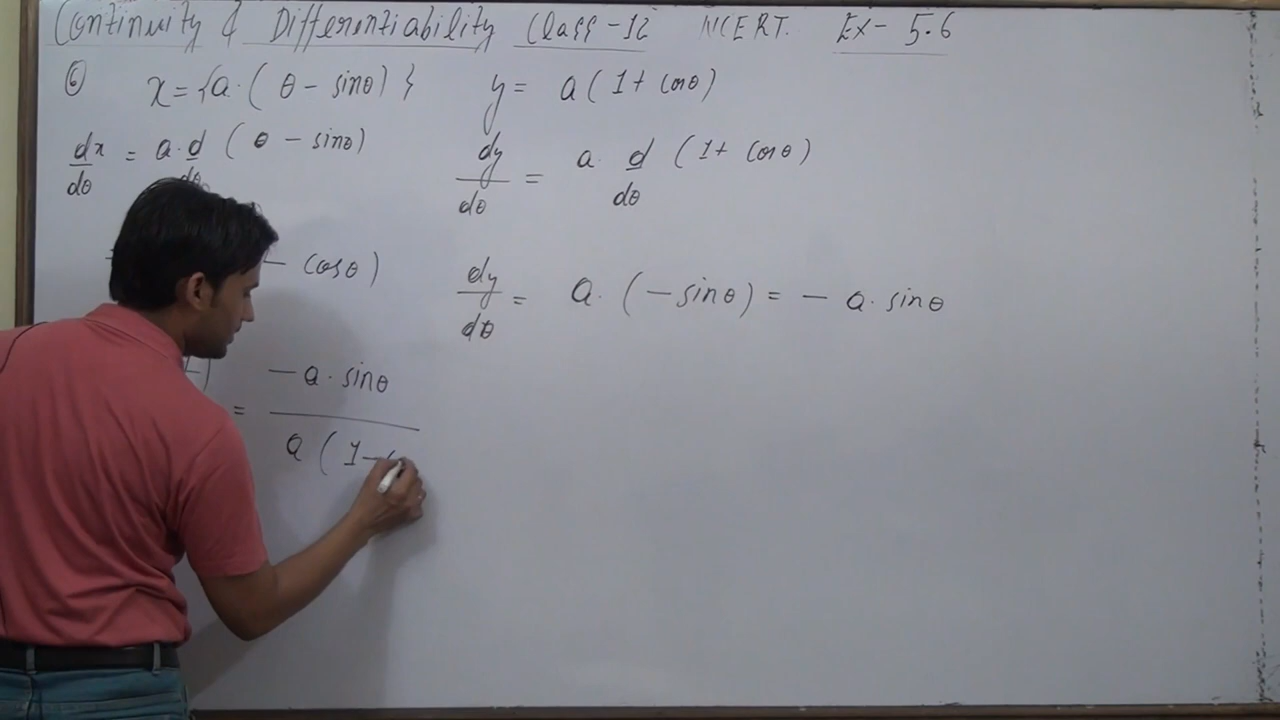 Continuity & Differentiability Class -12 NCERT. Ex- 5.6
⑥ x = {a·(θ - sinθ)} y = a(1+ cosθ)
dx/dθ = a·d/dθ (θ - sinθ) dy/dθ = a d/dθ (1+ cosθ)
- cosθ) dy/dθ = a·(-sinθ) = - a·sinθ
= -a·sinθ / a(1-